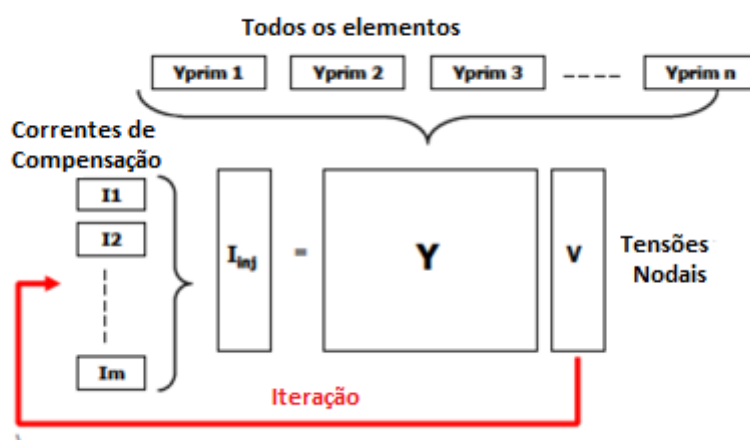 Todos os elementos
Yprim 1 Yprim 2 Yprim 3 Yprim n
Correntes de
Compensação
I1
I2
Im
Iinj = Y V
Tensões
Nodais
Iteração